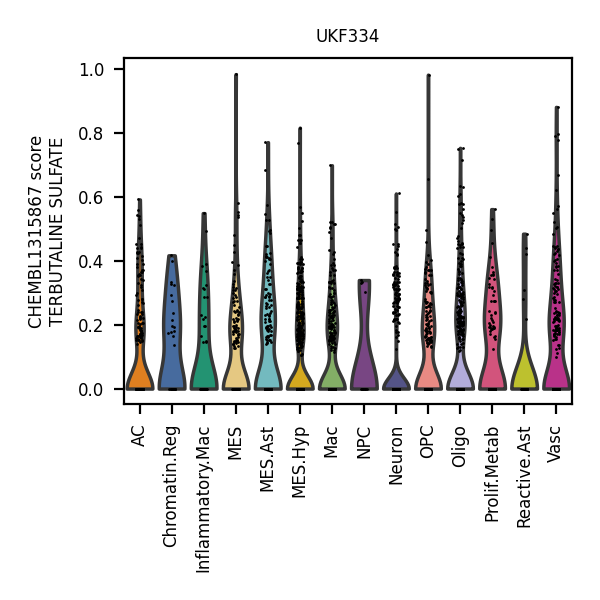 UKF334
CHEMBL1315867 score
TERBUTALINE SULFATE
1.0
0.8
0.6
0.4
0.2
0.0
AC
Chromatin.Reg
Inflammatory.Mac
MES
MES.Ast
MES.Hyp
Mac
NPC
Neuron
OPC
Oligo
Prolif.Metab
Reactive.Ast
Vasc